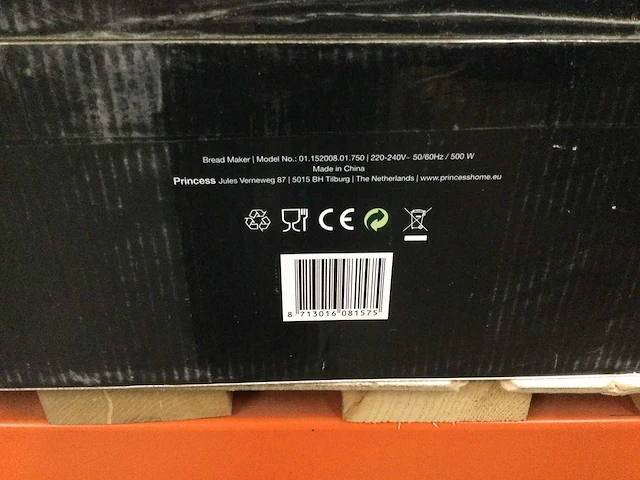 Bread Maker | Model No.: 01.152008.01.750 | 220-240V~ 50/60Hz / 500 W
Made in China
Princess Jules Verneweg 87 | 5015 BH Tilburg | The Netherlands | www.princesshome.eu
CE
8 713016 081575